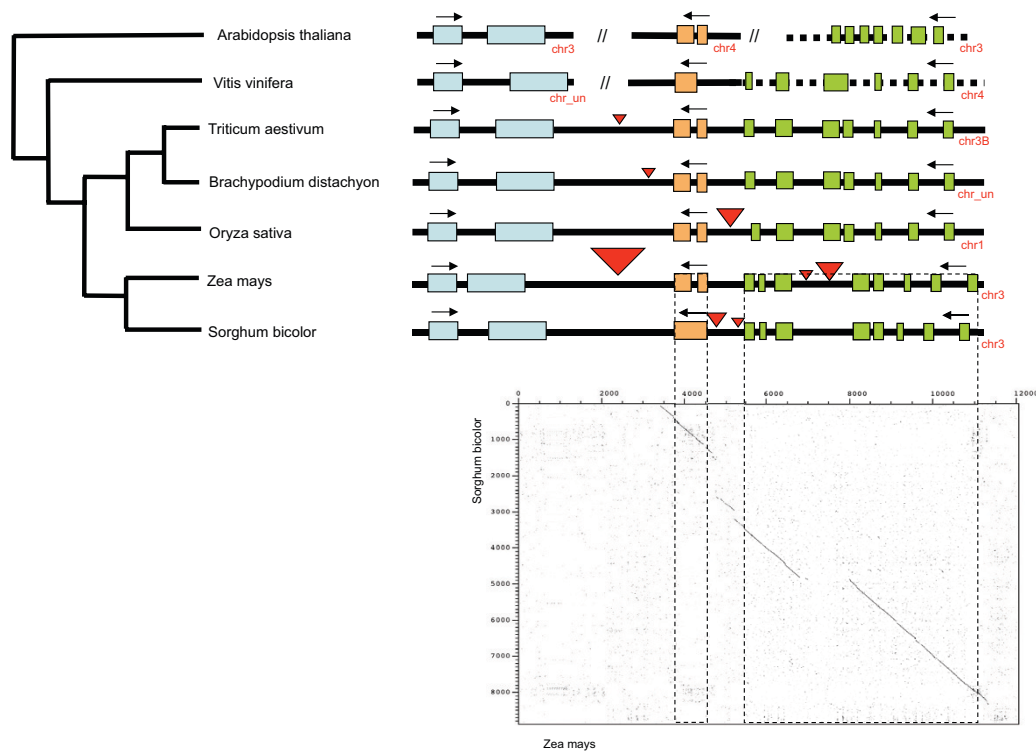 Arabidopsis thaliana // // chr3 chr4 chr3
Vitis vinifera // chr_un chr4
Triticum aestivum chr3B
Brachypodium distachyon chr_un
Oryza sativa chr1
Zea mays chr3
Sorghum bicolor chr3
0 2000 4000 6000 8000 10000 12000
Sorghum bicolor
0
1000
2000
3000
4000
5000
6000
7000
8000
Zea mays